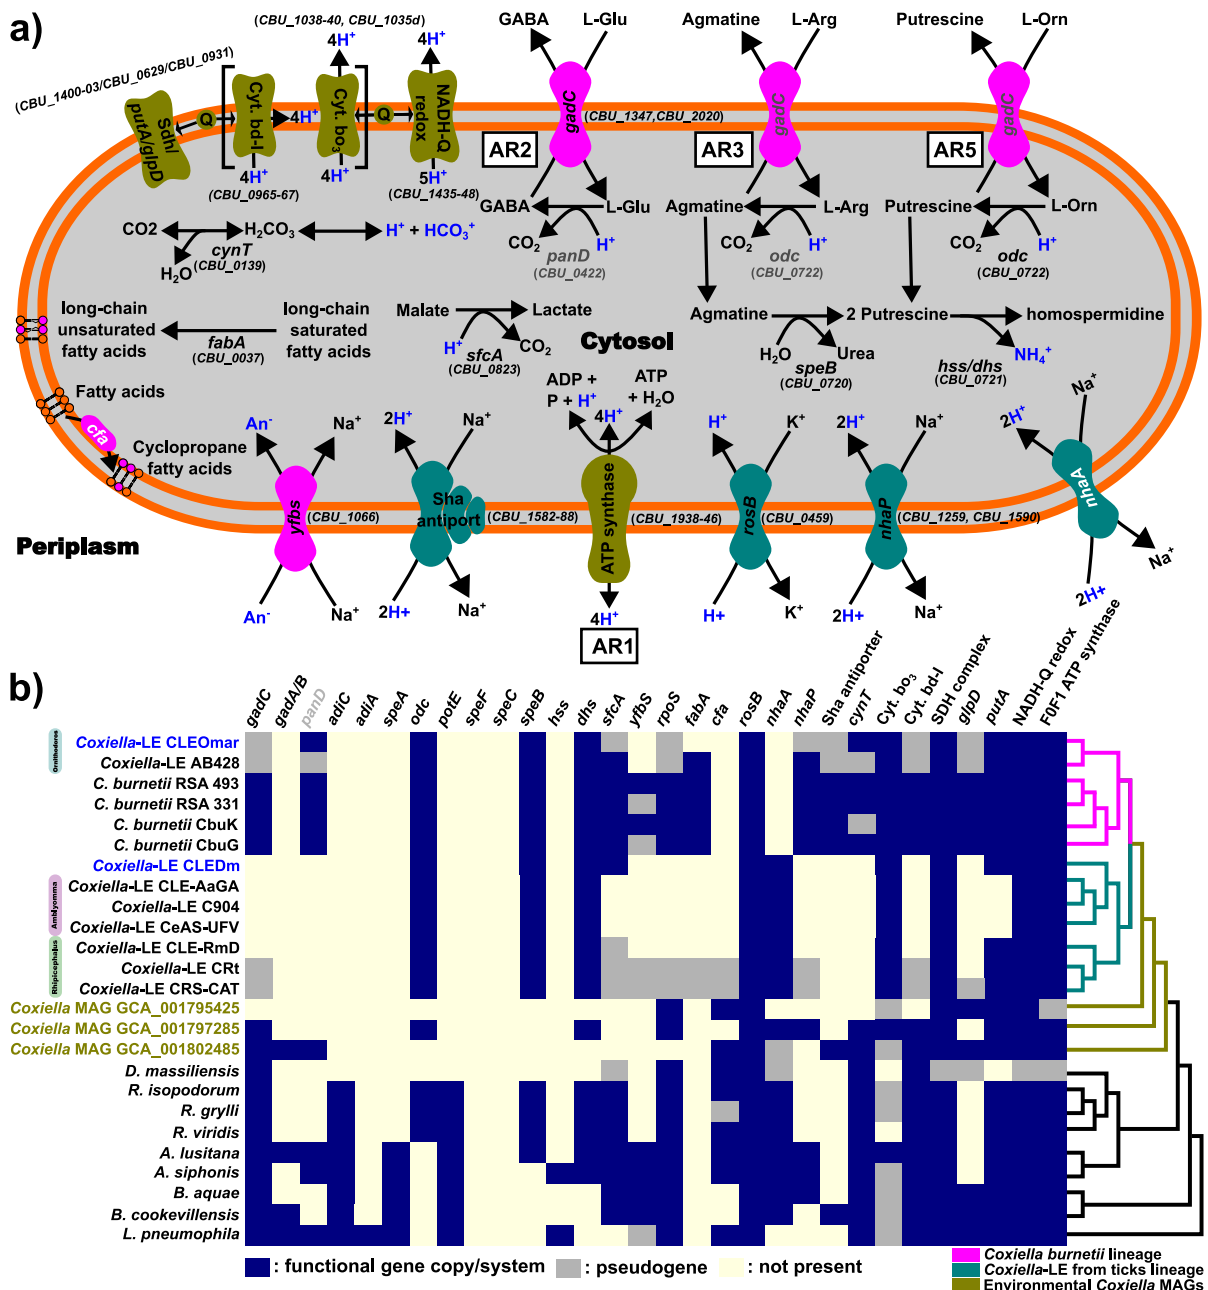 a)
(CBU_1400-03/CBU_0629/CBU_0931)
(CBU_1038-40, CBU_1035d)
4H+ 4H+
GABA L-Glu Agmatine L-Arg Putrescine L-Orn
Sdh/ putA/glpD
Q
Cyt. bd-I
4H+
Cyt. bo3
Q
NADH-Q redox
gadC
(CBU_1347,CBU_2020)
gadC
gadC
AR2 AR3 AR5
4H+ 4H+ 5H+
(CBU_0965-67) (CBU_1435-48)
GABA L-Glu Agmatine L-Arg Putrescine L-Orn
CO2 H+ CO2 H+ CO2 H+
panD odc odc
(CBU_0422) (CBU_0722) (CBU_0722)
CO2 H2CO3 H+ + HCO3+
cynT
H2O (CBU_0139)
long-chain unsaturated fatty acids
long-chain saturated fatty acids
fabA
(CBU_0037)
Malate Lactate
H+ CO2
sfcA
(CBU_0823)
Cytosol
Agmatine 2 Putrescine homospermidine
H2O Urea NH4+
speB hss/dhs
(CBU_0720) (CBU_0721)
Fatty acids
cfa
Cyclopropane fatty acids
ADP + P + H+
4H+
ATP + H2O
An- Na+ 2H+ Na+ H+ K+ 2H+ Na+ 2H+ Na+
yfbs
(CBU_1066)
Sha antiport
(CBU_1582-88)
ATP synthase
(CBU_1938-46)
rosB
(CBU_0459)
nhaP
(CBU_1259, CBU_1590)
nhaA
Periplasm
An- Na+ 2H+ Na+ 4H+ H+ K+ 2H+ Na+ 2H+ Na+
AR1
b)
gadC gadA/B panD adiC adiA speA odc potE speF speC speB hss dhs sfcA yfbS rpoS fabA cfa rosB nhaA nhaP Sha antiporter cynT Cyt. bo3 Cyt. bd-I SDH complex glpD putA NADH-Q redox F0F1 ATP synthase
Ornithodoros
Coxiella-LE CLEOmar
Coxiella-LE AB428
C. burnetii RSA 493
C. burnetii RSA 331
C. burnetii CbuK
C. burnetii CbuG
Coxiella-LE CLEDm
Amblyomma
Coxiella-LE CLE-AaGA
Coxiella-LE C904
Coxiella-LE CeAS-UFV
Rhipicephalus
Coxiella-LE CLE-RmD
Coxiella-LE CRt
Coxiella-LE CRS-CAT
Coxiella MAG GCA_001795425
Coxiella MAG GCA_001797285
Coxiella MAG GCA_001802485
D. massiliensis
R. isopodorum
R. grylli
R. viridis
A. lusitana
A. siphonis
B. aquae
B. cookevillensis
L. pneumophila
: functional gene copy/system : pseudogene : not present
Coxiella burnetii lineage
Coxiella-LE from ticks lineage
Environmental Coxiella MAGs